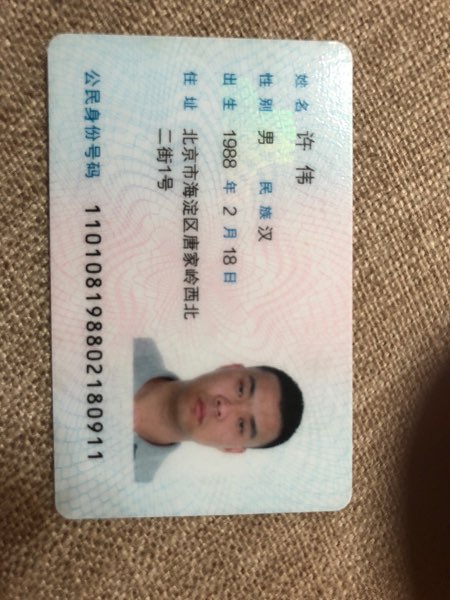 姓名 许伟
性别 男 民族 汉
出生 1988 年 2 月 18 日
住址 北京市海淀区唐家岭西北
二街1号
公民身份号码 110108198802180911